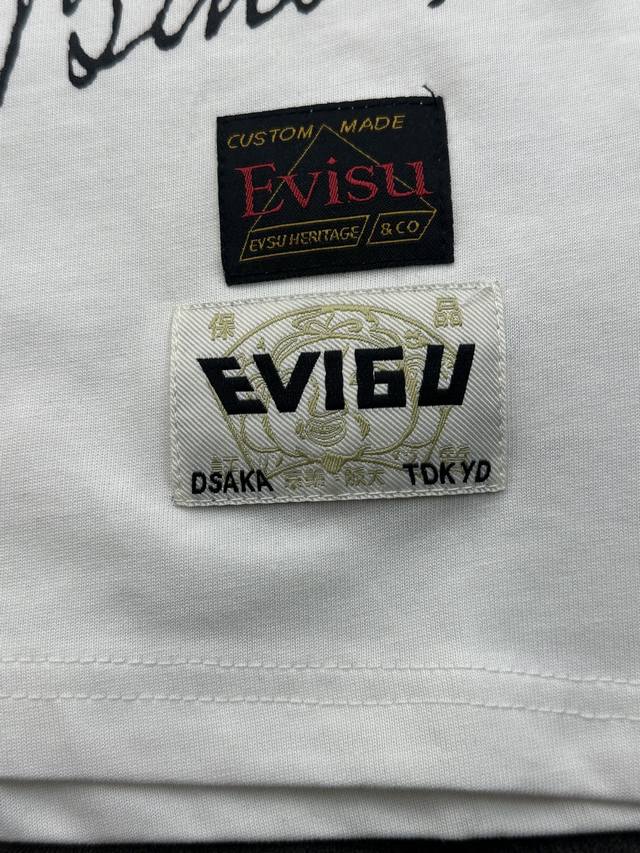 CUSTOM MADE
Evisu
EVSU HERITAGE & CO
保 品
EVIGU
DSAKA TDKYD